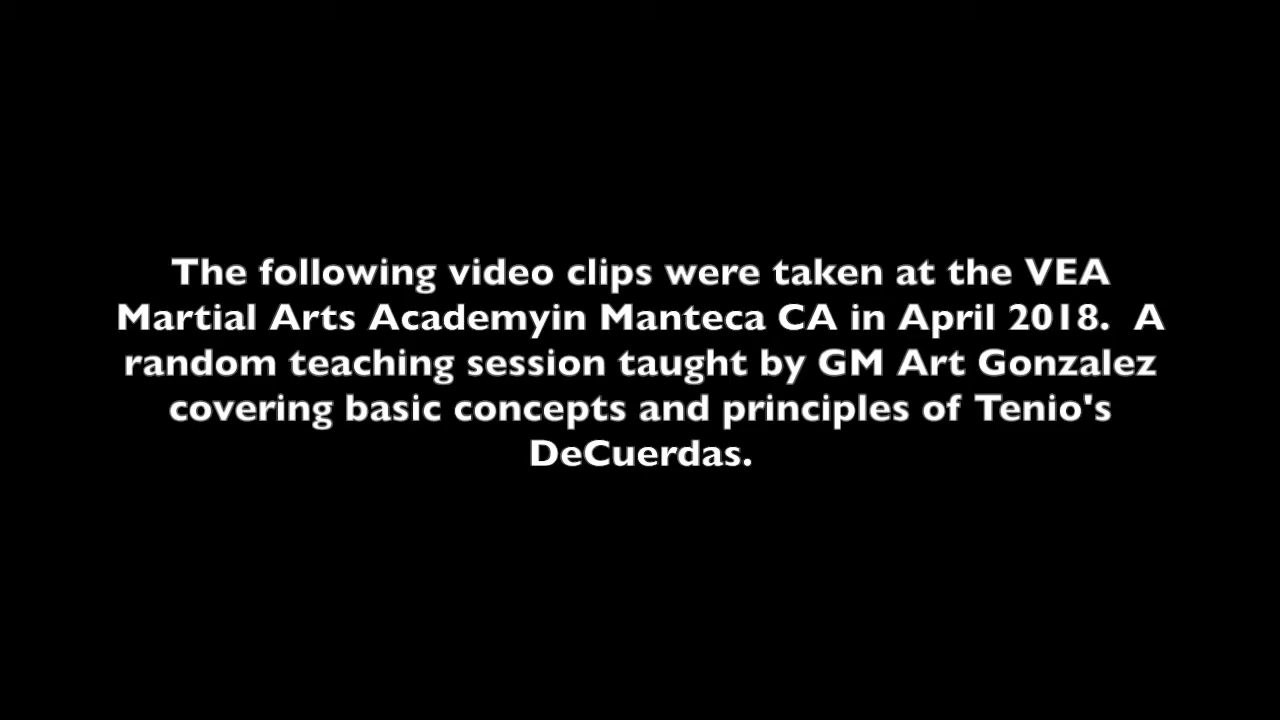 The following video clips were taken at the VEA
Martial Arts Academyin Manteca CA in April 2018.  A
random teaching session taught by GM Art Gonzalez
covering basic concepts and principles of Tenio's
DeCuerdas.